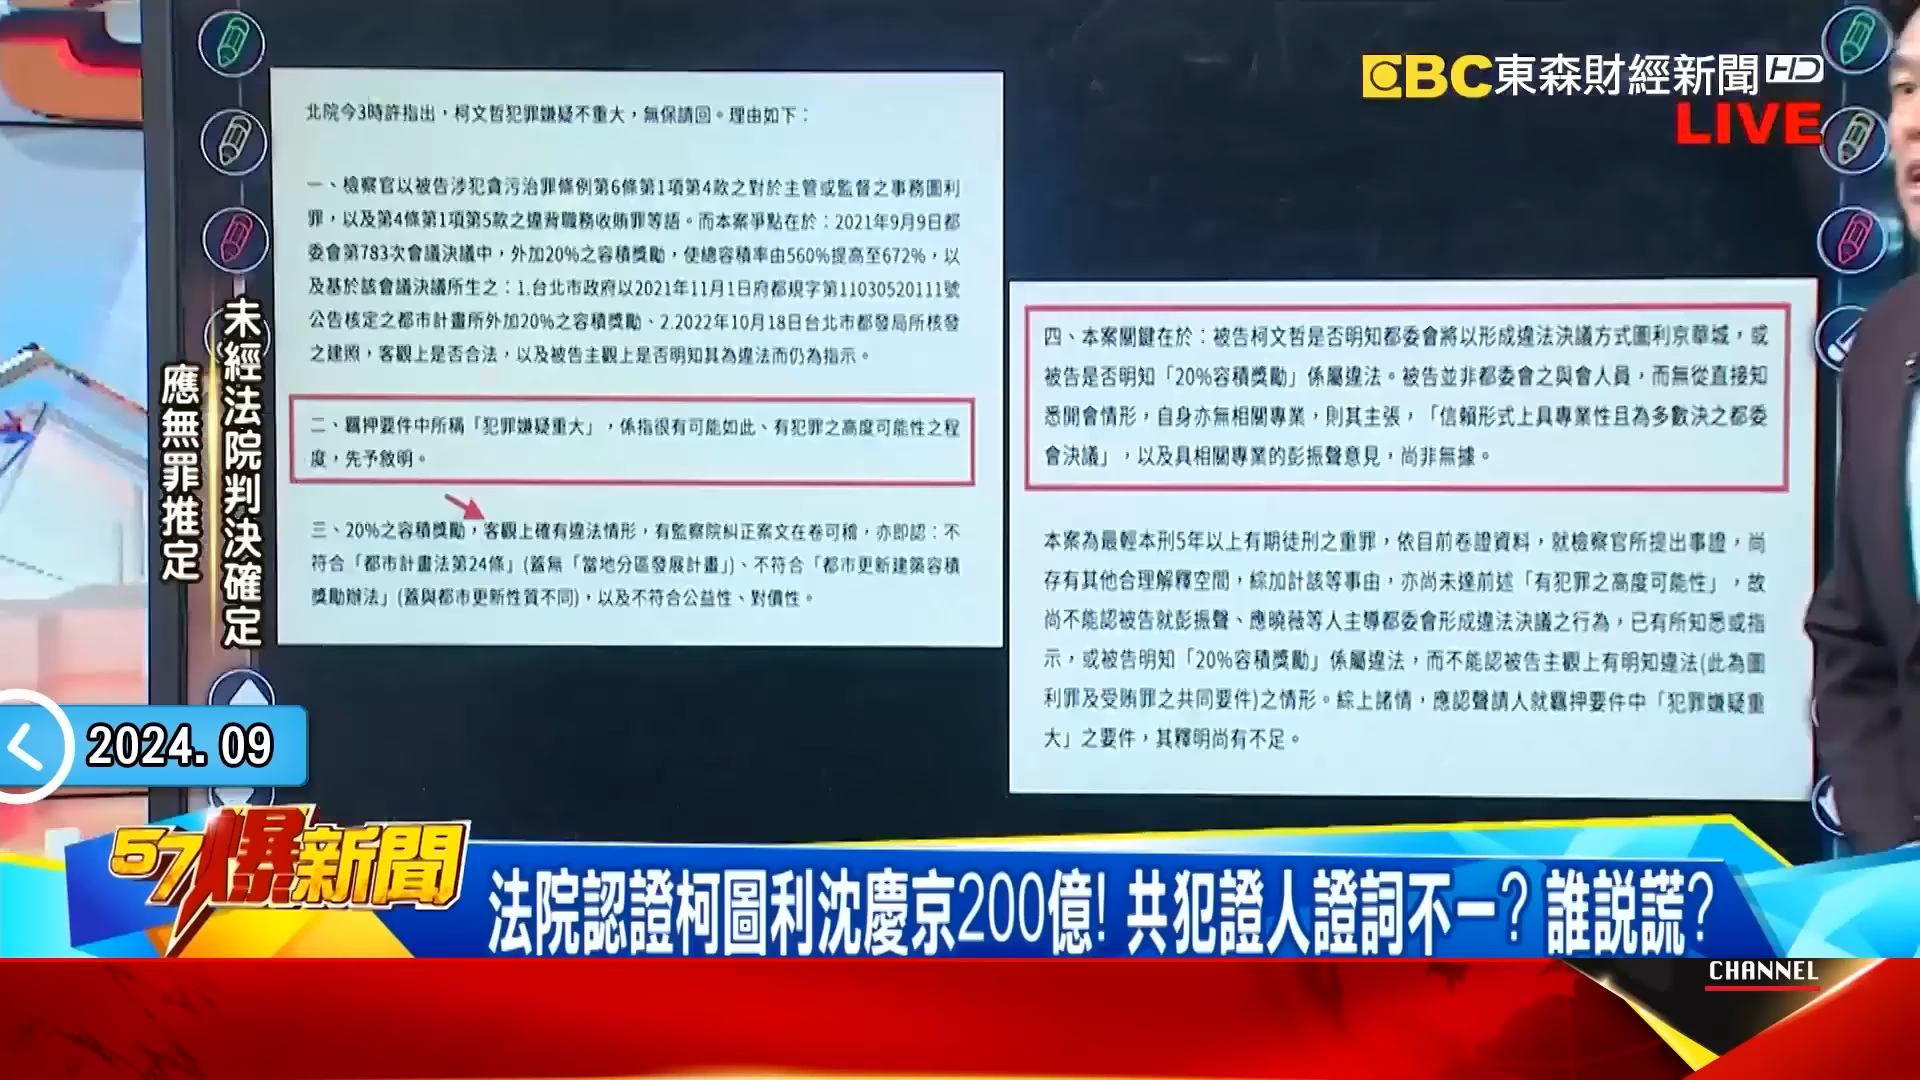 EBC東森財經新聞HD
LIVE
北院今3時許指出，柯文哲犯罪嫌疑不重大，無保請回。理由如下：
一、檢察官以被告涉犯貪污治罪條例第6條第1項第4款之對於主管或監督之事務圖利
罪，以及第4條第1項第5款之違背職務收賄罪等語。而本案爭點在於：2021年9月9日都
委會第783次會議決議中，外加20%之容積獎勵，使總容積率由560%提高至672%，以
及基於該會議決議所生之：1.台北市政府以2021年11月1日府都規字第11030520111號
公告核定之都市計畫所外加20%之容積獎勵、2.2022年10月18日台北市都發局所核發
之建照，客觀上是否合法，以及被告主觀上是否明知其為違法而仍為指示。
二、羈押要件中所稱「犯罪嫌疑重大」，係指很有可能如此、有犯罪之高度可能性之程
度，先予敘明。
三、20%之容積獎勵，客觀上確有違法情形，有監察院糾正案文在卷可稽，亦即認：不
符合「都市計畫法第24條」(蓋無「當地分區發展計畫」)、不符合「都市更新建築容積
獎勵辦法」(蓋與都市更新性質不同)，以及不符合公益性、對價性。
四、本案關鍵在於：被告柯文哲是否明知都委會將以形成違法決議方式圖利京華城，或
被告是否明知「20%容積獎勵」係屬違法。被告並非都委會之與會人員，而無從直接知
悉開會情形，自身亦無相關專業，則其主張，「信賴形式上具專業性且為多數決之都委
會決議」，以及具相關專業的彭振聲意見，尚非無據。
本案為最輕本刑5年以上有期徒刑之重罪，依目前卷證資料，就檢察官所提出事證，尚
存有其他合理解釋空間，綜加計該等事由，亦尚未達前述「有犯罪之高度可能性」，故
尚不能認被告就彭振聲、應曉薇等人主導都委會形成違法決議之行為，已有所知悉或指
示，或被告明知「20%容積獎勵」係屬違法，而不能認被告主觀上有明知違法(此為圖
利罪及受賄罪之共同要件)之情形。綜上諸情，應認聲請人就羈押要件中「犯罪嫌疑重
大」之要件，其釋明尚有不足。
未經法院判決確定
應無罪推定
2024.09
57爆新聞
法院認證柯圖利沈慶京200億! 共犯證人證詞不一? 誰説謊?
CHANNEL